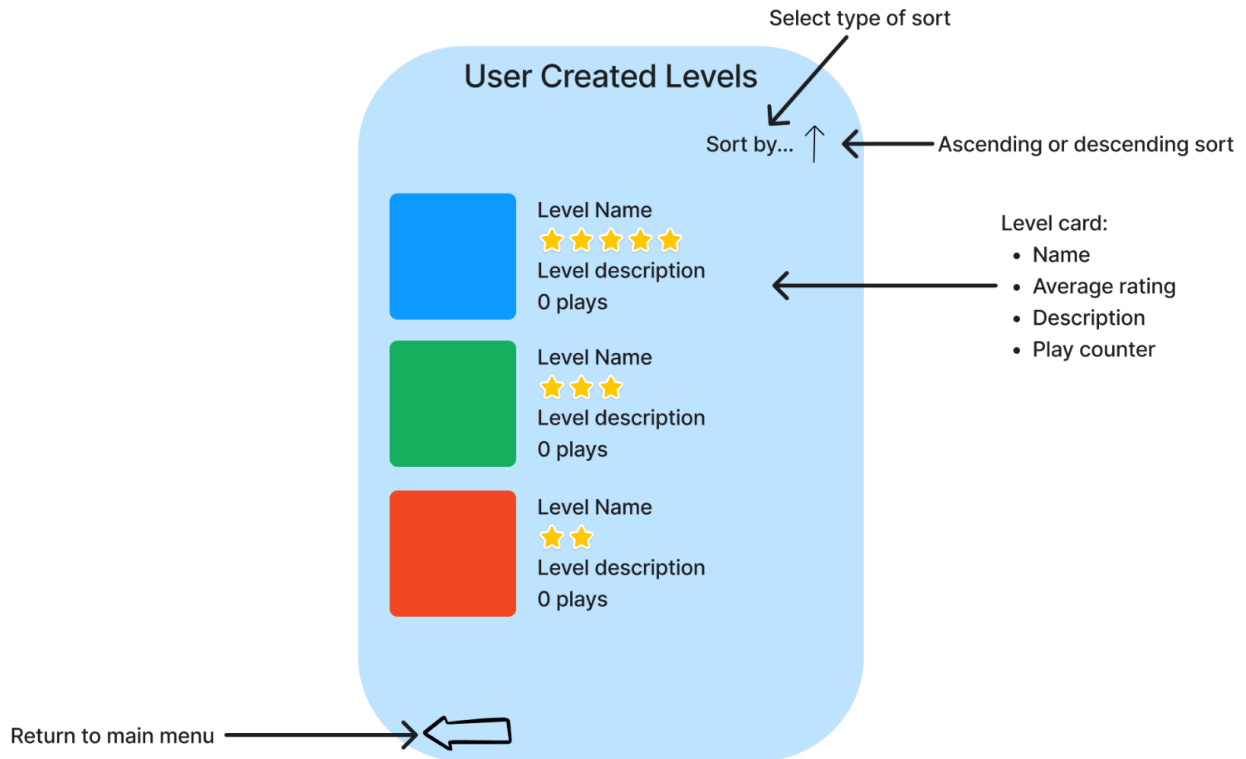 Select type of sort
User Created Levels
Sort by...
Ascending or descending sort
Level Name
Level description
0 plays
Level card:
• Name
• Average rating
• Description
• Play counter
Level Name
Level description
0 plays
Level Name
Level description
0 plays
Return to main menu